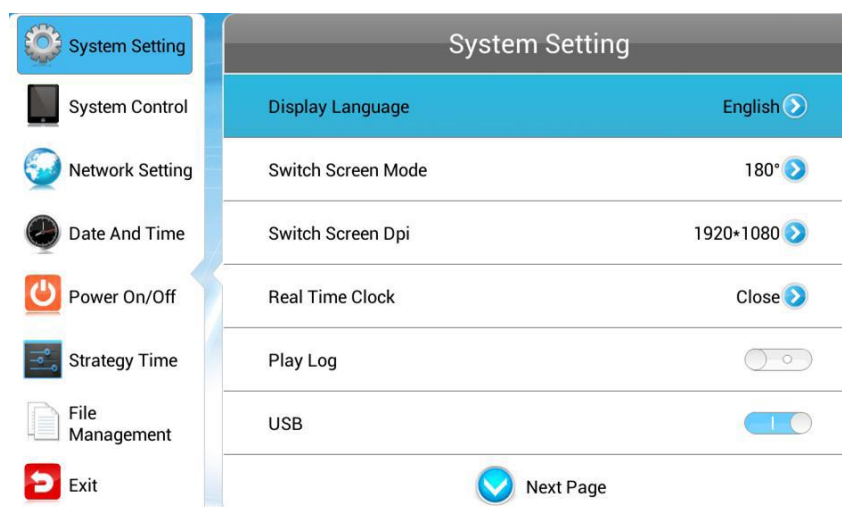 System Setting
System Control
Network Setting
Date And Time
Power On/Off
Strategy Time
File
Management
Exit
System Setting
Display Language English
Switch Screen Mode 180°
Switch Screen Dpi 1920*1080
Real Time Clock Close
Play Log
USB
Next Page